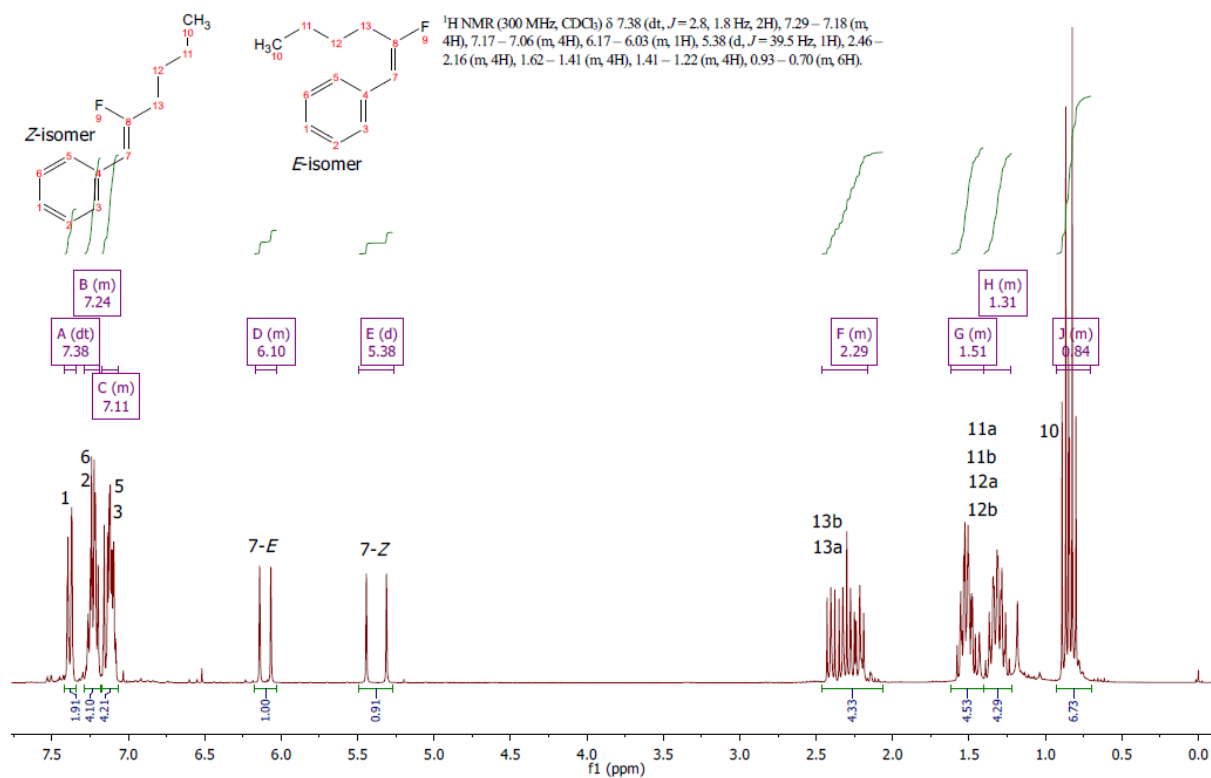 ¹H NMR (300 MHz, CDCl₃) δ 7.38 (dt, J = 2.8, 1.8 Hz, 2H), 7.29 – 7.18 (m,
4H), 7.17 – 7.06 (m, 4H), 6.17 – 6.03 (m, 1H), 5.38 (d, J = 39.5 Hz, 1H), 2.46 –
2.16 (m, 4H), 1.62 – 1.41 (m, 4H), 1.41 – 1.22 (m, 4H), 0.93 – 0.70 (m, 6H).
CH₃
10
11
12
13
F
9
8
7
Z-isomer
5
4
6
3
1
2
11
13
F
H₃C
10
12
8
9
5
7
6
4
1
3
2
E-isomer
B (m)
7.24
H (m)
1.31
A (dt)
7.38
D (m)
6.10
E (d)
5.38
F (m)
2.29
G (m)
1.51
J (m)
0.84
C (m)
7.11
1
6
2
5
3
7-E
7-Z
13b
13a
11a
11b
12a
12b
10
1.91
4.10
4.21
1.00
0.91
4.33
4.53
4.29
6.73
7.5 7.0 6.5 6.0 5.5 5.0 4.5 4.0 3.5 3.0 2.5 2.0 1.5 1.0 0.5 0.0
f1 (ppm)